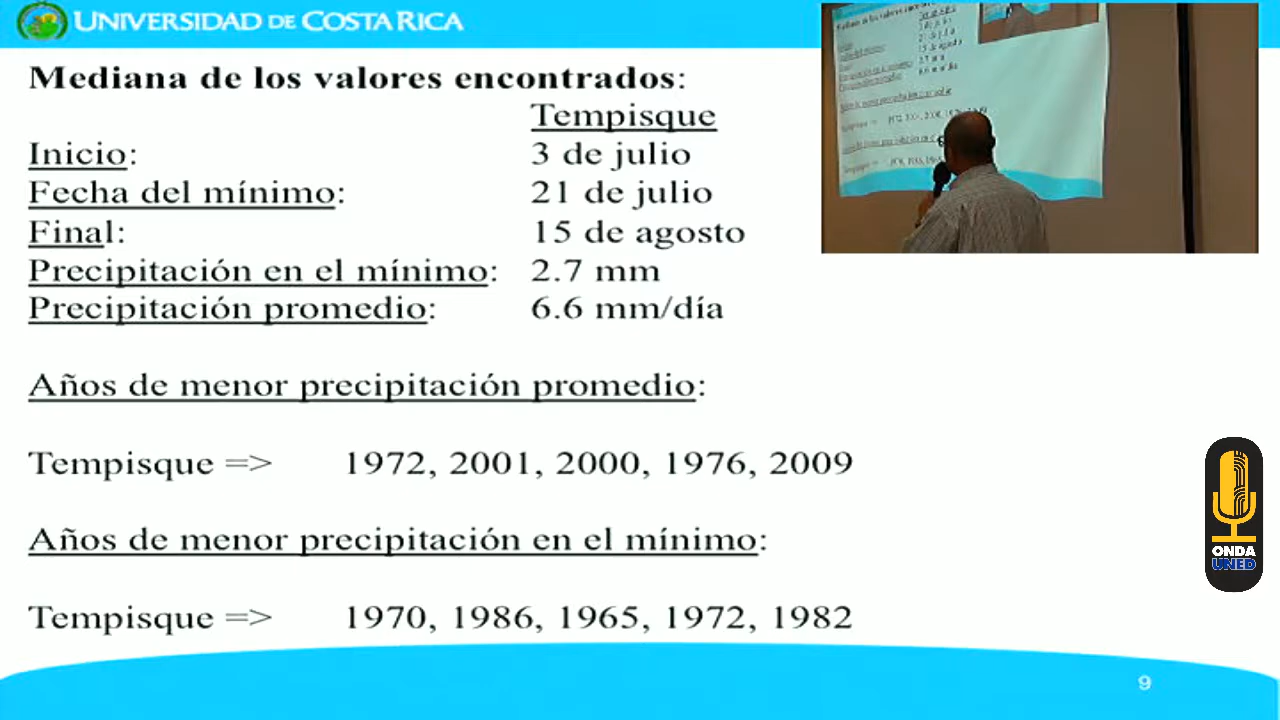 UNIVERSIDAD DE COSTA RICA
Mediana de los valores encontrados:
Tempisque
Inicio: 3 de julio
Fecha del mínimo: 21 de julio
Final: 15 de agosto
Precipitación en el mínimo: 2.7 mm
Precipitación promedio: 6.6 mm/día
Años de menor precipitación promedio:
Tempisque => 1972, 2001, 2000, 1976, 2009
Años de menor precipitación en el mínimo:
Tempisque => 1970, 1986, 1965, 1972, 1982
ONDA
UNED
9